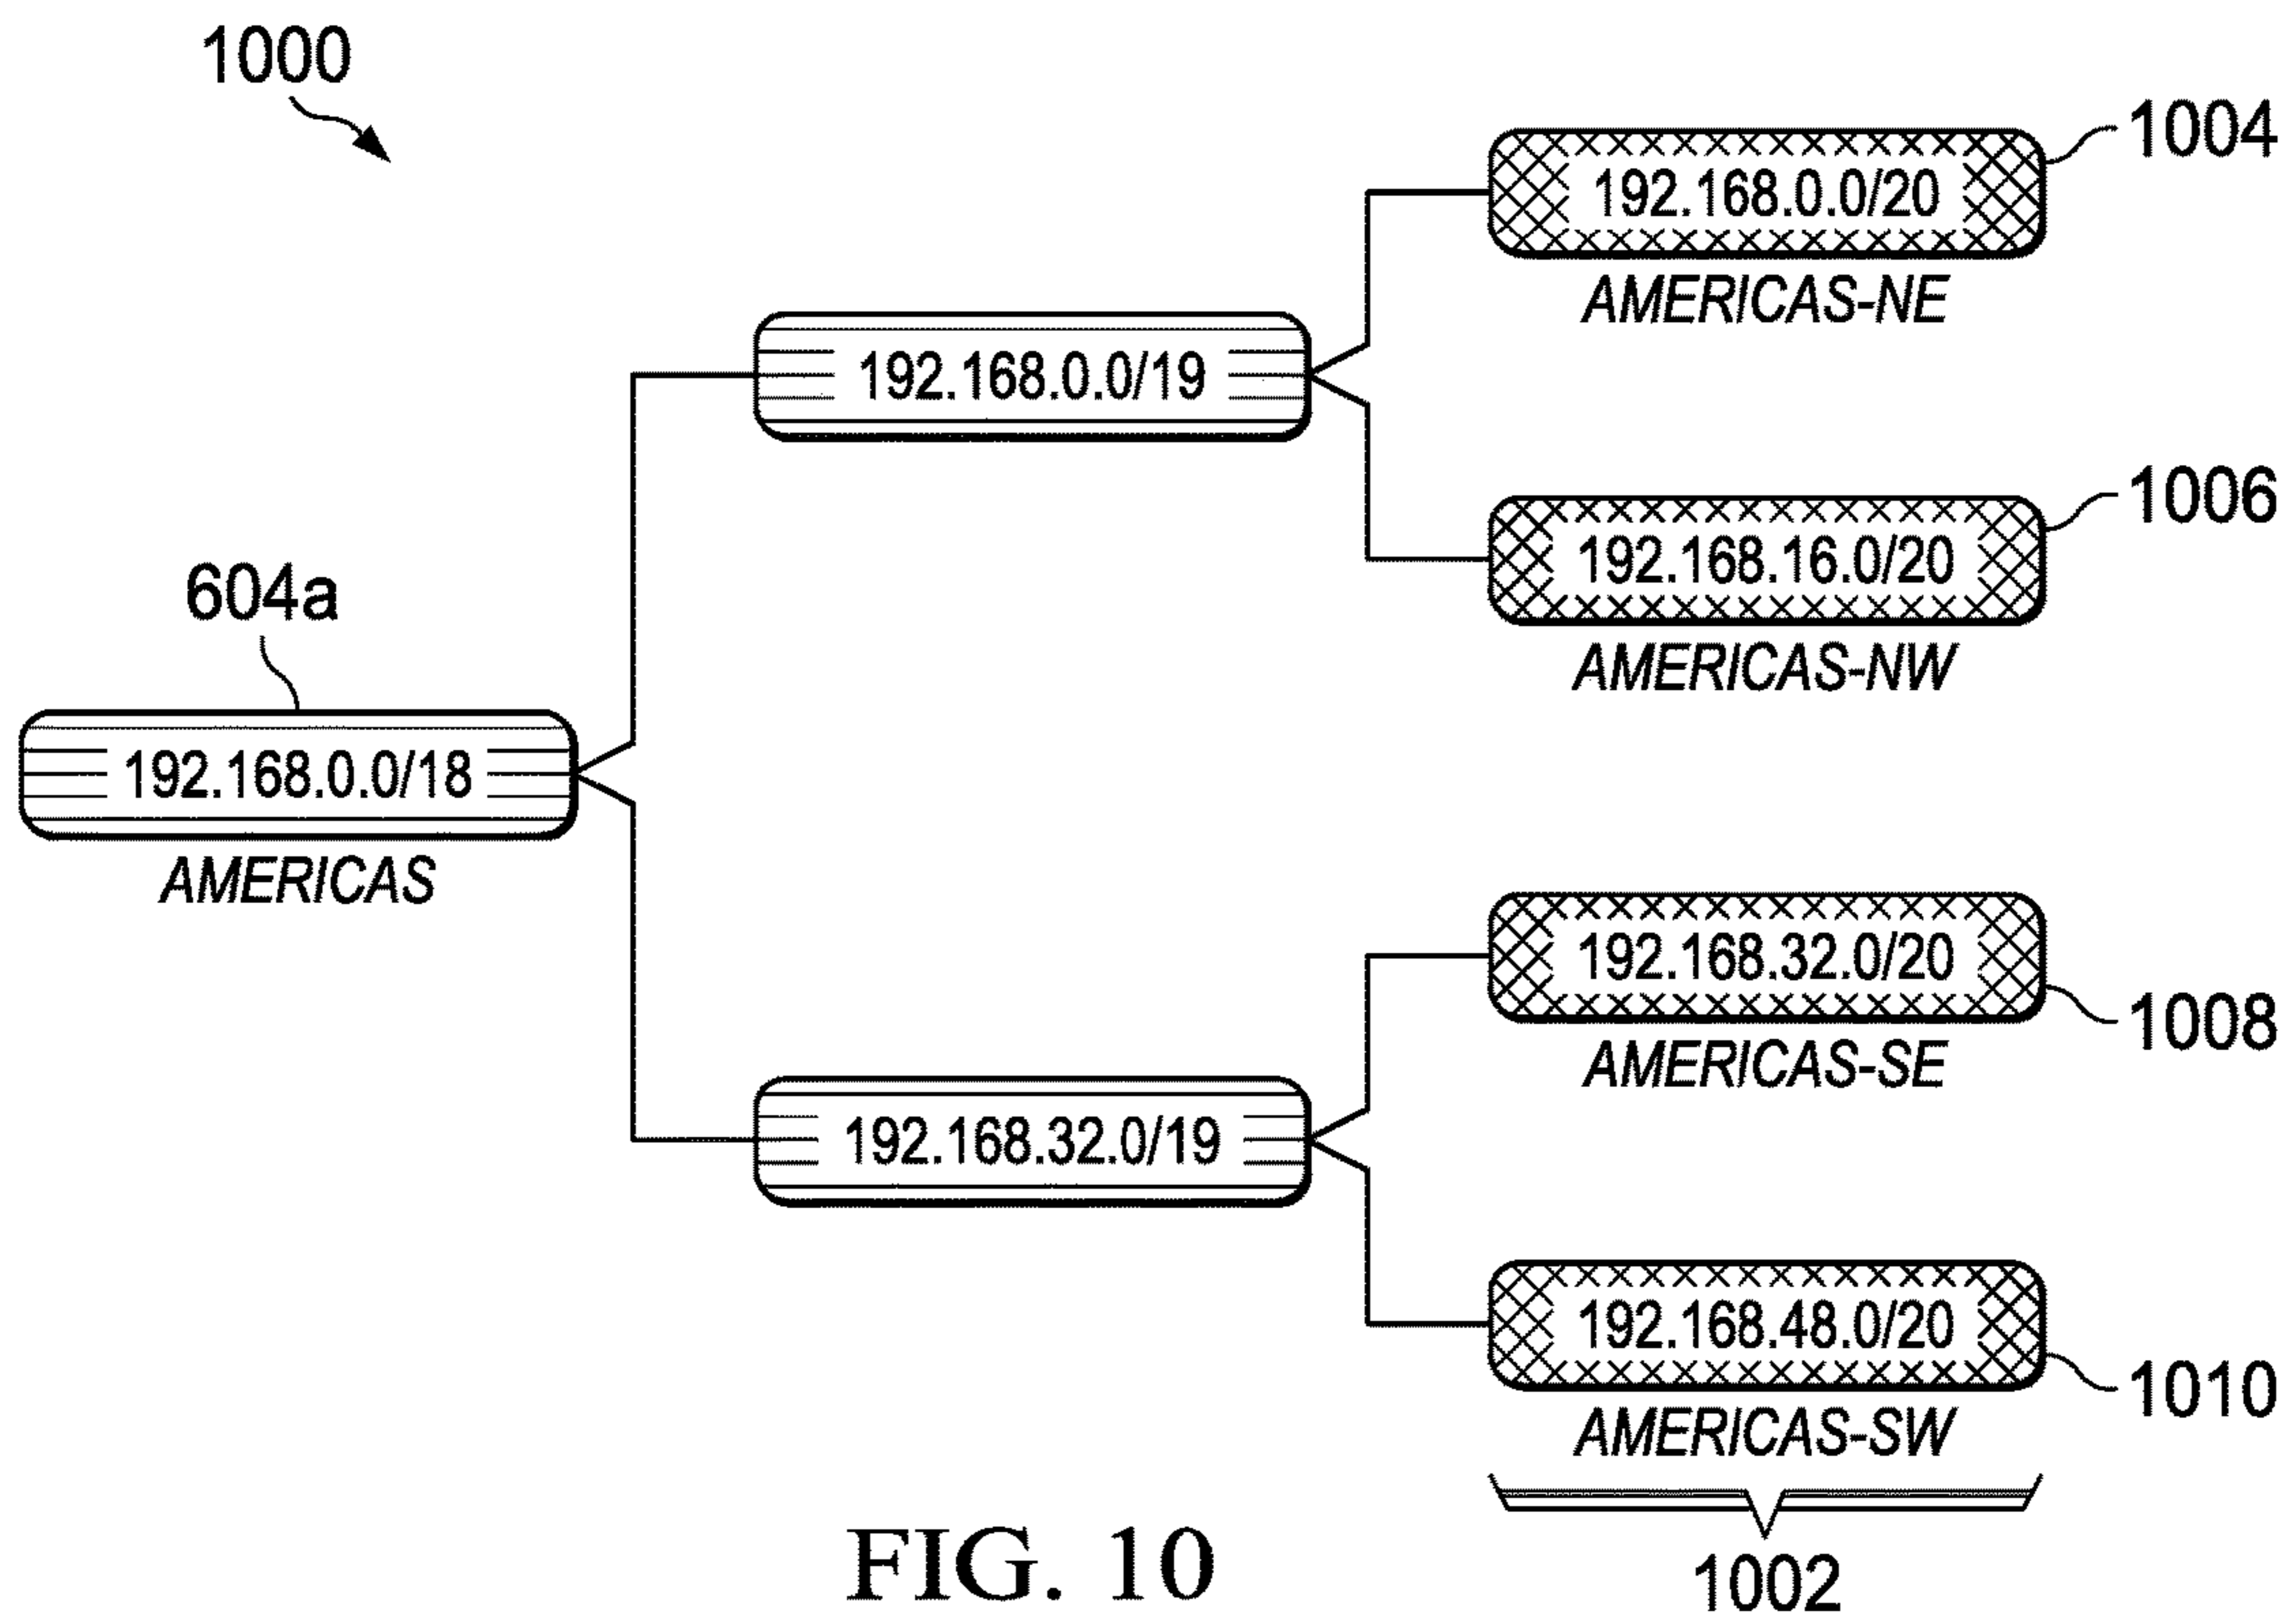 1000
1004
192.168.0.0/20
AMERICAS-NE
192.168.0.0/19
1006
192.168.16.0/20
AMERICAS-NW
604a
192.168.0.0/18
AMERICAS
192.168.32.0/20
1008
AMERICAS-SE
192.168.32.0/19
192.168.48.0/20
1010
AMERICAS-SW
1002
FIG. 10